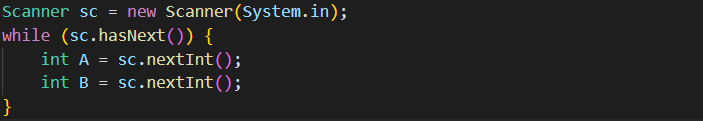 Scanner sc = new Scanner(System.in);
while (sc.hasNext()) {
    int A = sc.nextInt();
    int B = sc.nextInt();
}